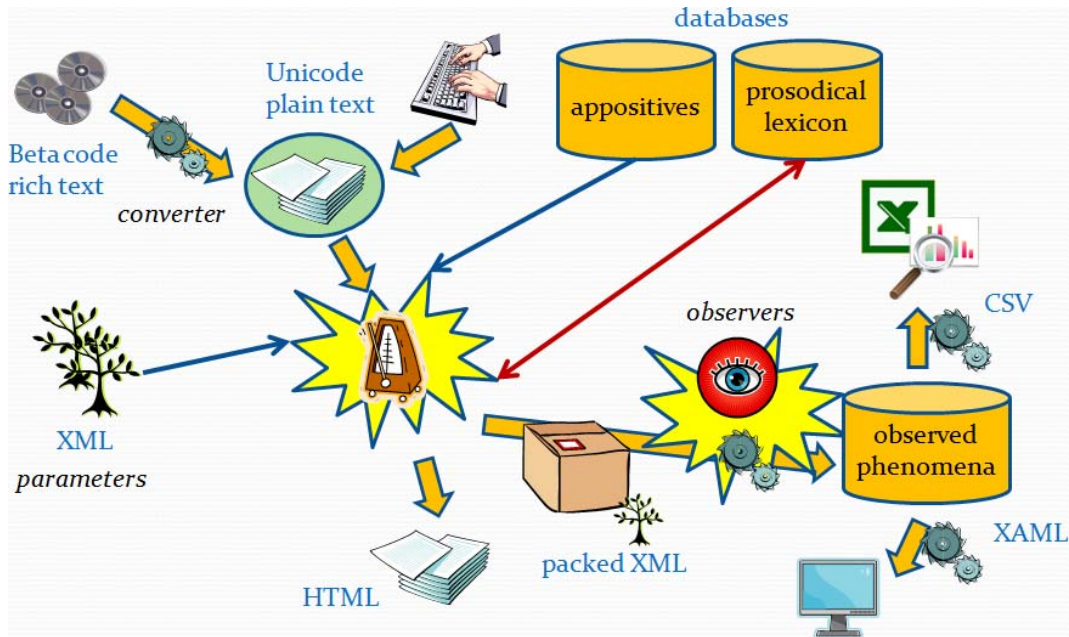 databases
Unicode
plain text
appositives
prosodical
lexicon
Beta code
rich text
converter
observers
CSV
XML
parameters
observed
phenomena
HTML
packed XML
XAML